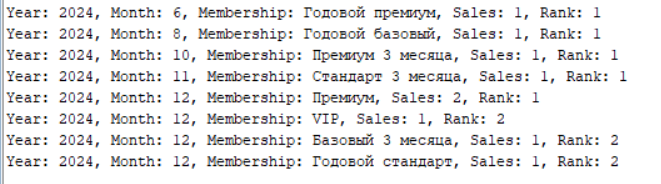 Year: 2024, Month: 6, Membership: Годовой премиум, Sales: 1, Rank: 1
Year: 2024, Month: 8, Membership: Годовой базовый, Sales: 1, Rank: 1
Year: 2024, Month: 10, Membership: Премиум 3 месяца, Sales: 1, Rank: 1
Year: 2024, Month: 11, Membership: Стандарт 3 месяца, Sales: 1, Rank: 1
Year: 2024, Month: 12, Membership: Премиум, Sales: 2, Rank: 1
Year: 2024, Month: 12, Membership: VIP, Sales: 1, Rank: 2
Year: 2024, Month: 12, Membership: Базовый 3 месяца, Sales: 1, Rank: 2
Year: 2024, Month: 12, Membership: Годовой стандарт, Sales: 1, Rank: 2